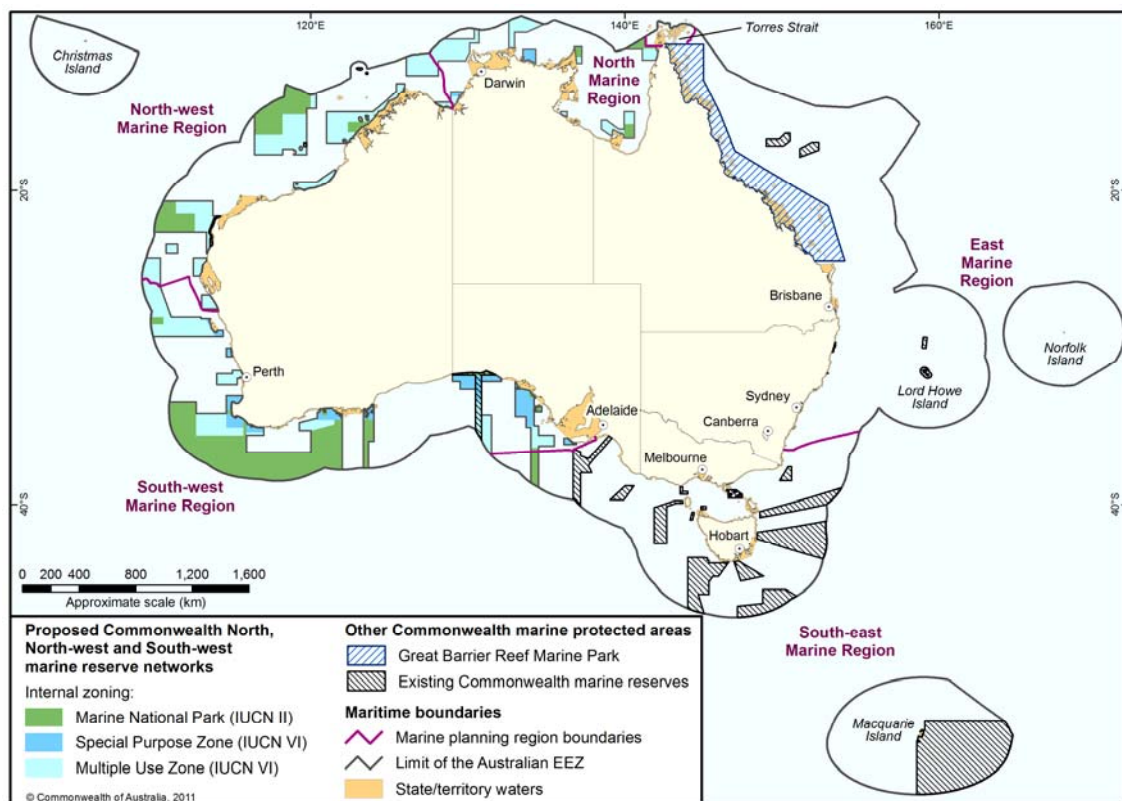 120°E
140°E
160°E
Torres Strait
Christmas
Island
Darwin
North
Marine
Region
North-west
Marine Region
20°S
20°S
East
Marine
Region
Brisbane
Norfolk
Island
Perth
Lord Howe
Island
Sydney
Adelaide
Canberra
Melbourne
South-west
Marine Region
40°S
40°S
Hobart
0 200 400 800 1,200 1,600
Approximate scale (km)
South-east
Marine Region
Macquarie
Island
Proposed Commonwealth North,
North-west and South-west
marine reserve networks
Internal zoning:
Marine National Park (IUCN II)
Special Purpose Zone (IUCN VI)
Multiple Use Zone (IUCN VI)
© Commonwealth of Australia, 2011
Other Commonwealth marine protected areas
Great Barrier Reef Marine Park
Existing Commonwealth marine reserves
Maritime boundaries
Marine planning region boundaries
Limit of the Australian EEZ
State/territory waters